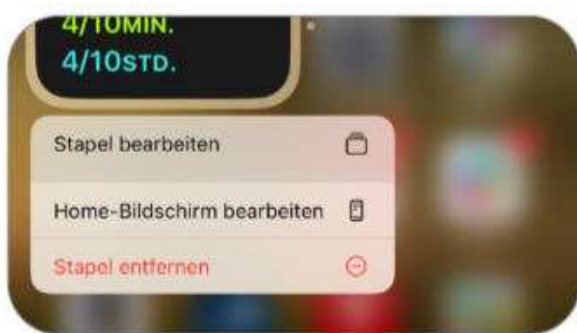 4/10MIN.
4/10STD.
Stapel bearbeiten
Home-Bildschirm bearbeiten
Stapel entfernen